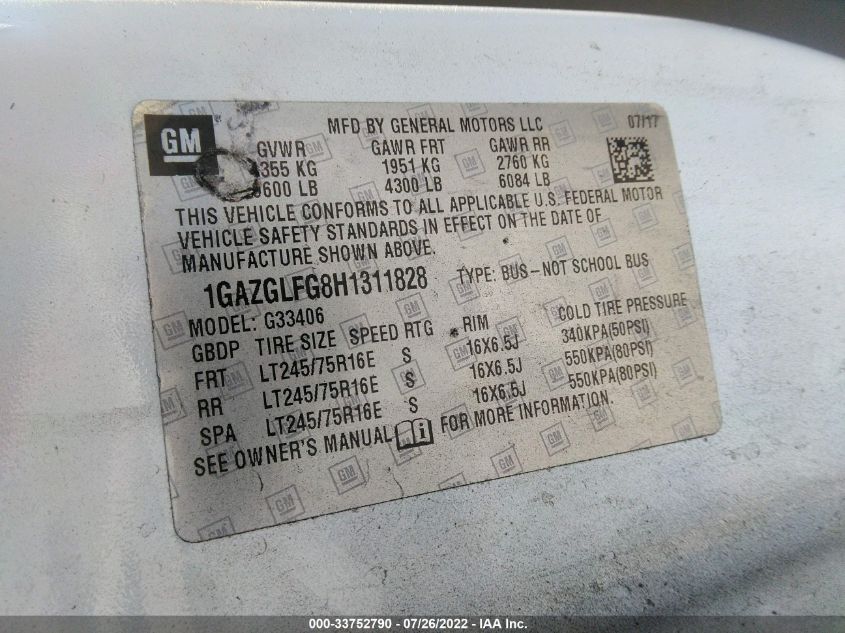 GM
MFD BY GENERAL MOTORS LLC 07/17
GVWR GAWR FRT GAWR RR
355 KG 1951 KG 2760 KG
600 LB 4300 LB 6084 LB
THIS VEHICLE CONFORMS TO ALL APPLICABLE U.S. FEDERAL MOTOR
VEHICLE SAFETY STANDARDS IN EFFECT ON THE DATE OF
MANUFACTURE SHOWN ABOVE.
1GAZGLFG8H1311828 TYPE: BUS-NOT SCHOOL BUS
MODEL: G33406
GBDP TIRE SIZE SPEED RTG RIM COLD TIRE PRESSURE
FRT LT245/75R16E S 16X6.5J 340KPA(50PSI)
RR LT245/75R16E S 16X6.5J 550KPA(80PSI)
SPA LT245/75R16E S 16X6.5J 550KPA(80PSI)
SEE OWNER'S MANUAL FOR MORE INFORMATION.
000-33752790 - 07/26/2022 - IAA Inc.